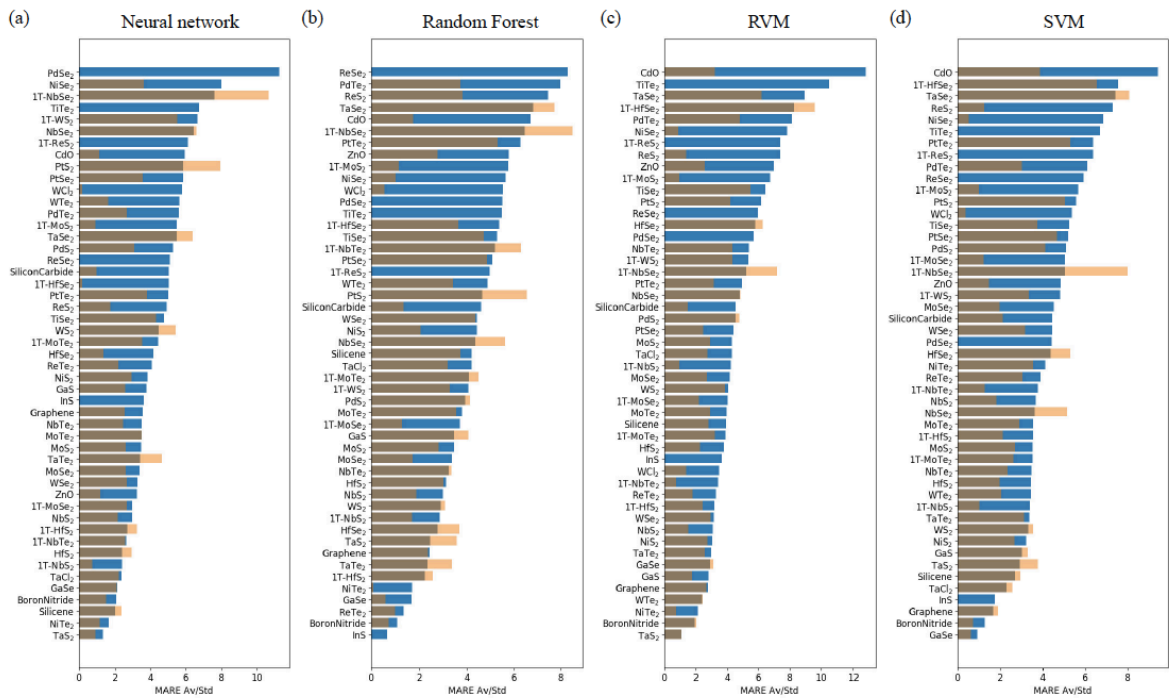 (a) Neural network
PdSe₂
NiSe₂
1T-NbSe₂
TiTe₂
1T-WS₂
NbSe₂
1T-ReS₂
CdO
PtS₂
PtSe₂
WCl₂
WTe₂
PdTe₂
1T-MoS₂
TaSe₂
PdS₂
ReSe₂
SiliconCarbide
1T-HfSe₂
PtTe₂
ReS₂
TiSe₂
WS₂
1T-MoTe₂
HfSe₂
ReTe₂
NiS₂
GaS
InS
Graphene
NbTe₂
MoTe₂
MoS₂
TaTe₂
MoSe₂
WSe₂
ZnO
1T-MoSe₂
NbS₂
1T-HfS₂
1T-NbTe₂
HfS₂
1T-NbS₂
TaCl₂
GaSe
BoronNitride
Silicene
NiTe₂
TaS₂
0 2 4 6 8 10
MARE Av/Std
(b) Random Forest
ReSe₂
PdTe₂
ReS₂
TaSe₂
CdO
1T-NbSe₂
PtTe₂
ZnO
1T-MoS₂
NiSe₂
WCl₂
PdSe₂
TiTe₂
1T-HfSe₂
TiSe₂
1T-NbTe₂
PtSe₂
1T-ReS₂
WTe₂
PtS₂
SiliconCarbide
WSe₂
NiS₂
NbSe₂
Silicene
TaCl₂
1T-MoTe₂
1T-WS₂
PdS₂
MoTe₂
1T-MoSe₂
GaS
MoS₂
MoSe₂
NbTe₂
HfS₂
NbS₂
WS₂
1T-NbS₂
HfSe₂
TaS₂
Graphene
TaTe₂
1T-HfS₂
NiTe₂
GaSe
ReTe₂
BoronNitride
InS
0 2 4 6 8
MARE Av/Std
(c) RVM
CdO
TiTe₂
TaSe₂
1T-HfSe₂
PdTe₂
NiSe₂
1T-ReS₂
ReS₂
ZnO
1T-MoS₂
TiSe₂
PtS₂
ReSe₂
HfSe₂
PdSe₂
NbTe₂
1T-WS₂
1T-NbSe₂
PtTe₂
NbSe₂
SiliconCarbide
PdS₂
PtSe₂
MoS₂
TaCl₂
1T-NbS₂
MoSe₂
WS₂
1T-MoSe₂
MoTe₂
Silicene
1T-MoTe₂
HfS₂
InS
WCl₂
1T-NbTe₂
ReTe₂
1T-HfS₂
WSe₂
NbS₂
NiS₂
TaTe₂
GaSe
GaS
Graphene
WTe₂
NiTe₂
BoronNitride
TaS₂
0 2 4 6 8 10 12
MARE Av/Std
(d) SVM
CdO
1T-HfSe₂
TaSe₂
ReS₂
NiSe₂
TiTe₂
PtTe₂
1T-ReS₂
PdTe₂
ReSe₂
1T-MoS₂
PtS₂
WCl₂
TiSe₂
PtSe₂
PdS₂
1T-MoSe₂
1T-NbSe₂
ZnO
1T-WS₂
MoSe₂
SiliconCarbide
WSe₂
PdSe₂
HfSe₂
NiTe₂
ReTe₂
1T-NbTe₂
NbS₂
NbSe₂
MoTe₂
1T-HfS₂
MoS₂
1T-MoTe₂
NbTe₂
HfS₂
WTe₂
1T-NbS₂
TaTe₂
WS₂
NiS₂
GaS
TaS₂
Silicene
TaCl₂
InS
Graphene
BoronNitride
GaSe
0 2 4 6 8
MARE Av/Std